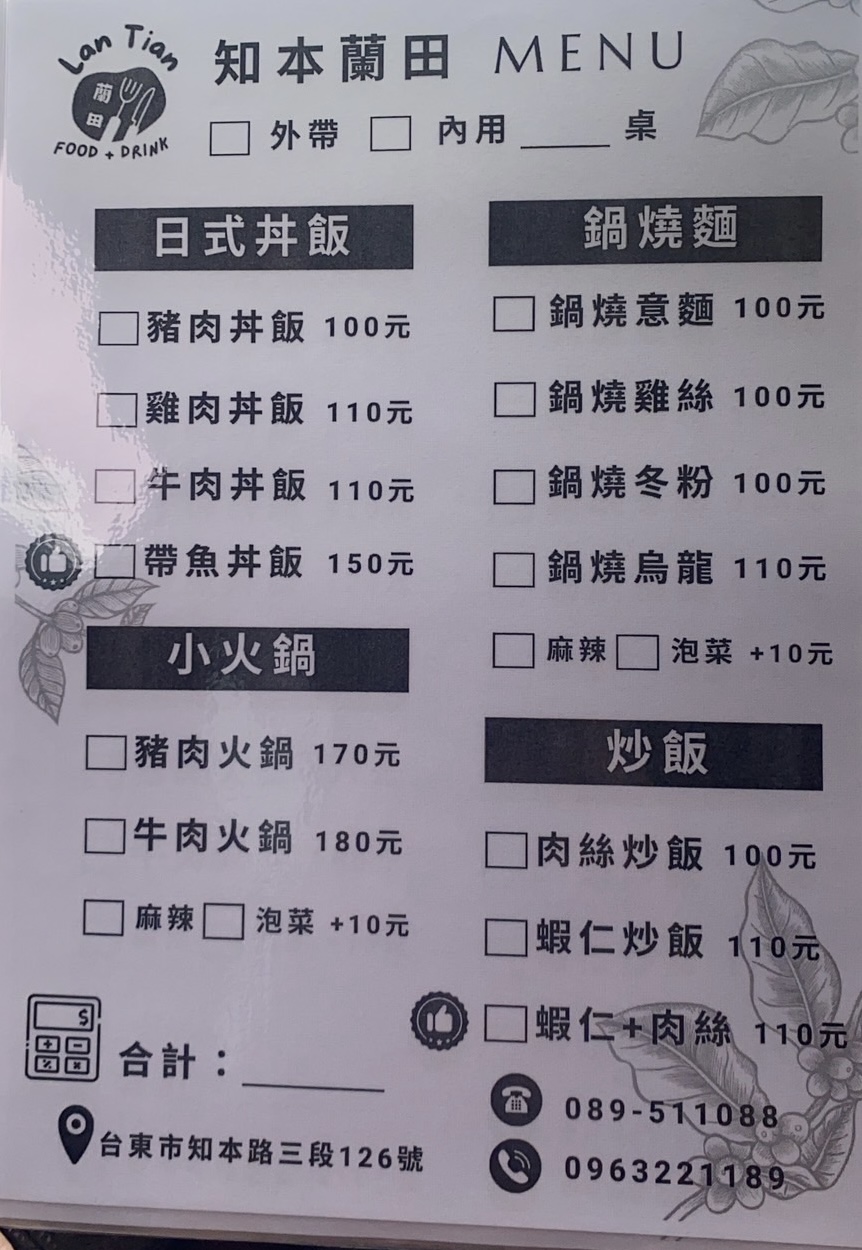 Lan Tian
蘭田
FOOD + DRINK
知本蘭田 MENU
外帶 內用 ____ 桌
日式丼飯
豬肉丼飯 100元
雞肉丼飯 110元
牛肉丼飯 110元
帶魚丼飯 150元
小火鍋
豬肉火鍋 170元
牛肉火鍋 180元
麻辣 泡菜 +10元
鍋燒麵
鍋燒意麵 100元
鍋燒雞絲 100元
鍋燒冬粉 100元
鍋燒烏龍 110元
麻辣 泡菜 +10元
炒飯
肉絲炒飯 100元
蝦仁炒飯 110元
蝦仁+肉絲 110元
合計：______
台東市知本路三段126號
089-511088
0963221189